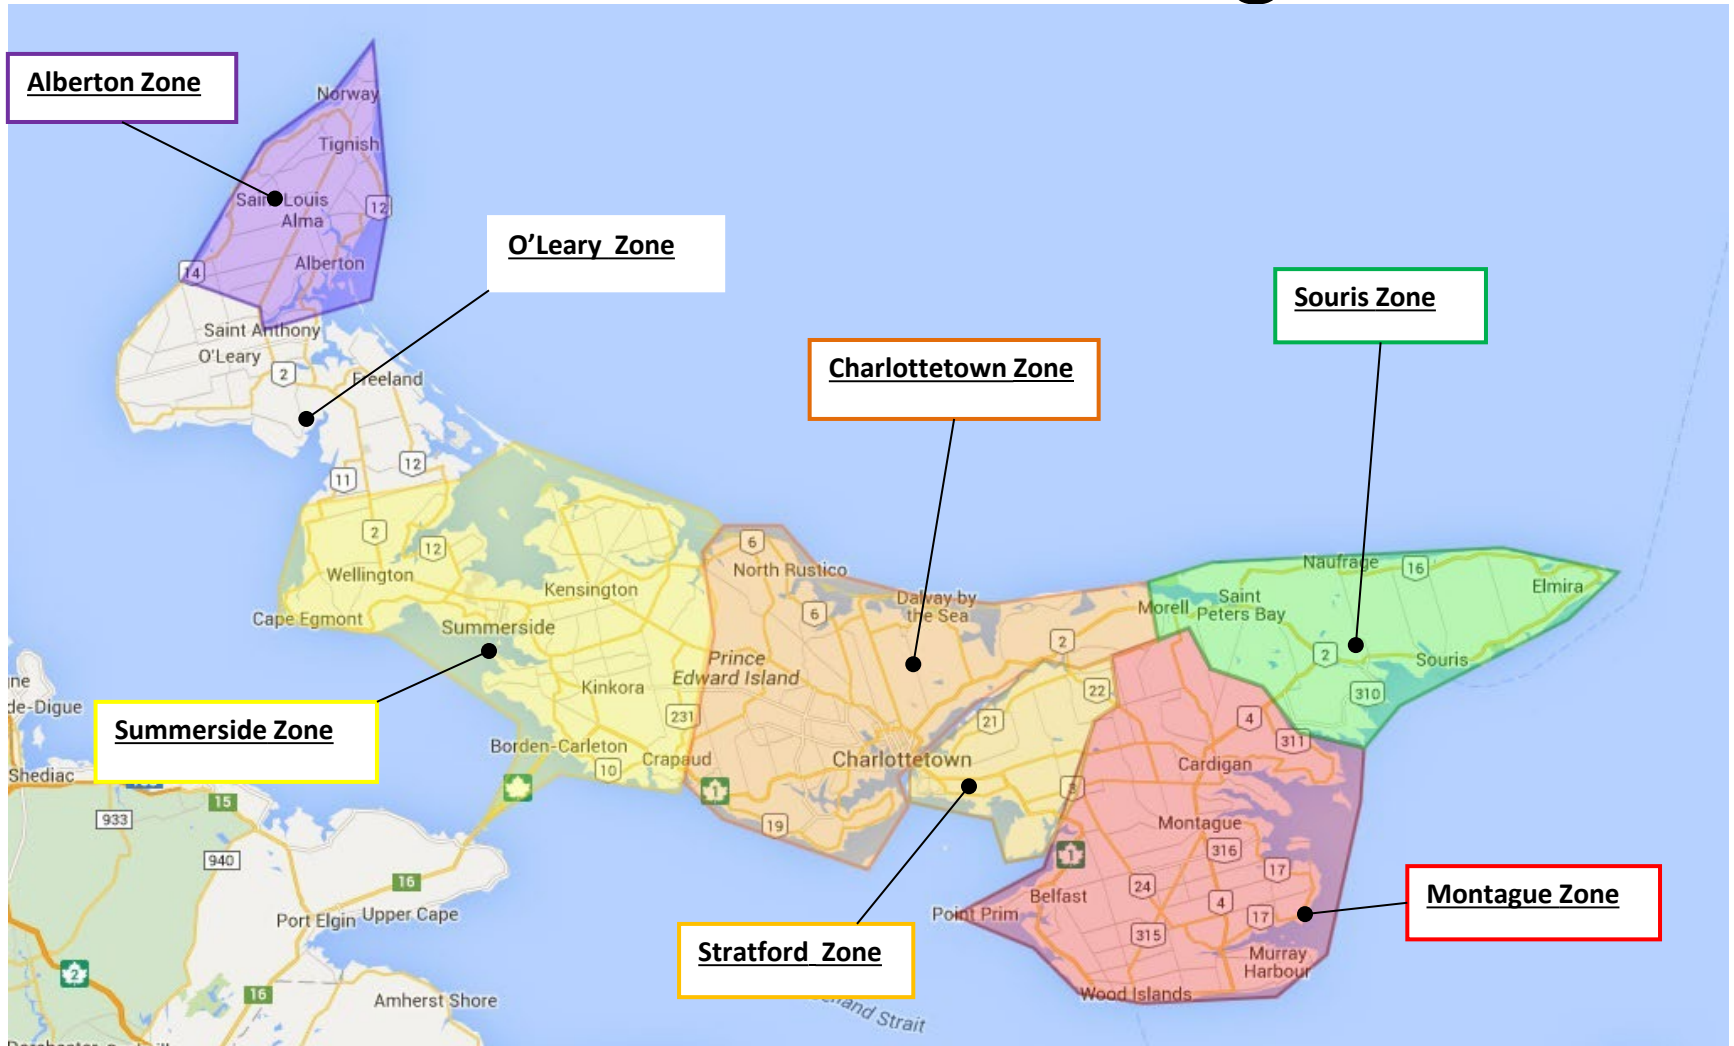 Alberton Zone
Norway
Tignish
Saint Louis
12
Alma
Alberton
14
O'Leary  Zone
Saint Anthony
O'Leary
2
Freeland
11
12
Souris Zone
Charlottetown Zone
2
12
Wellington
Kensington
Cape Egmont
Summerside
Kinkora
231
Borden-Carleton
10
Crapaud
Summerside Zone
6
North Rustico
6
Dalvay by
the Sea
2
Prince
Edward Island
Charlottetown
1
19
22
21
3
Naufrage
16
Elmira
Morell
Saint
Peters Bay
2
Souris
310
4
311
Cardigan
Montague
316
17
1
Belfast
24
4
17
Point Prim
315
Murray
Harbour
Wood Islands
Montague Zone
Stratford  Zone
de-Digue
Shediac
15
933
940
16
Port Elgin
Upper Cape
2
16
Amherst Shore
Strait